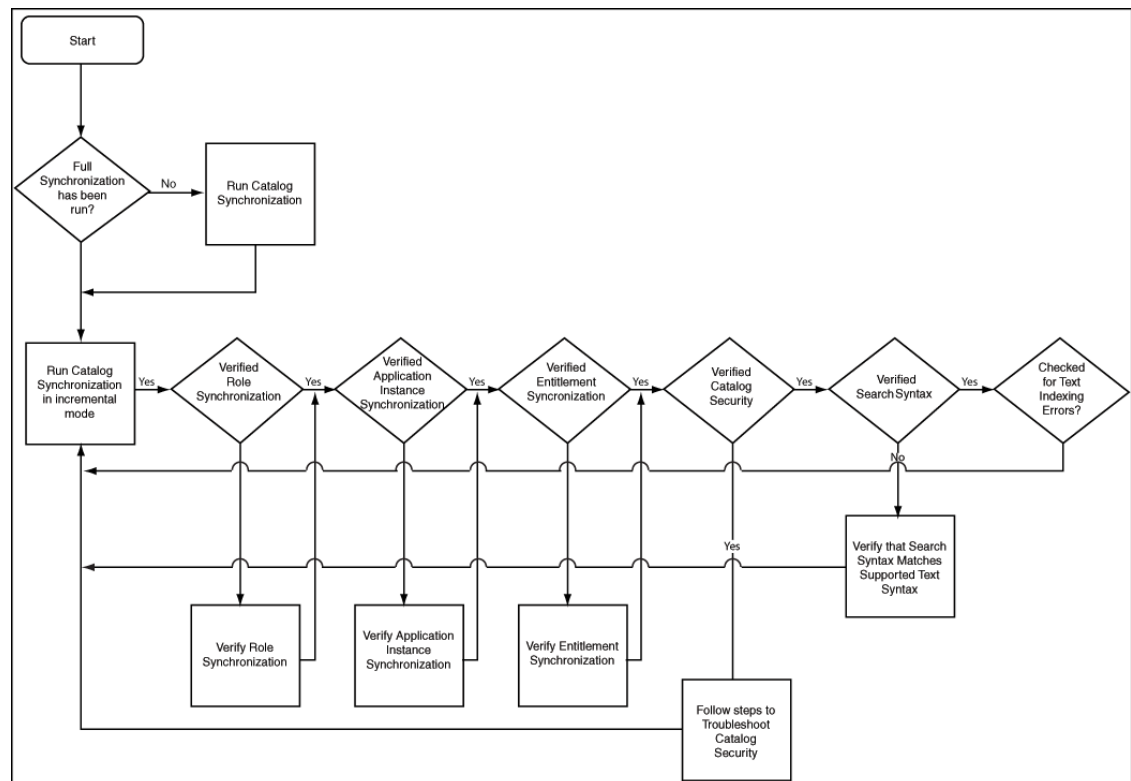 Start
Full
Synchronization
has been
run?
No
Run Catalog
Synchronization
Run Catalog
Synchronization
in incremental
mode
Yes
Verified
Role
Synchronization
Yes
Verified
Application
Instance
Synchronization
Yes
Verified
Entitlement
Syncronization
Yes
Verified
Catalog
Security
Yes
Verified
Search Syntax
Yes
Checked
for Text
Indexing
Errors?
No
Yes
Verify that Search
Syntax Matches
Supported Text
Syntax
Verify Role
Synchronization
Verify Application
Instance
Synchronization
Verify Entitlement
Synchronization
Follow steps to
Troubleshoot
Catalog
Security